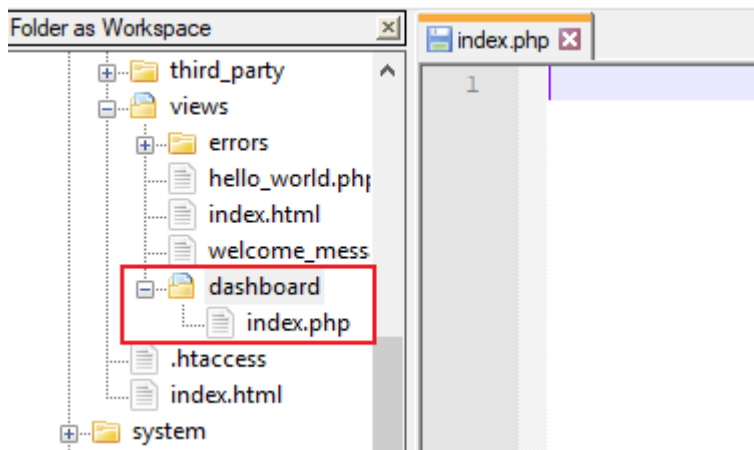 Folder as Workspace
third_party
views
errors
hello_world.php
index.html
welcome_mess
dashboard
index.php
.htaccess
index.html
system
index.php
1